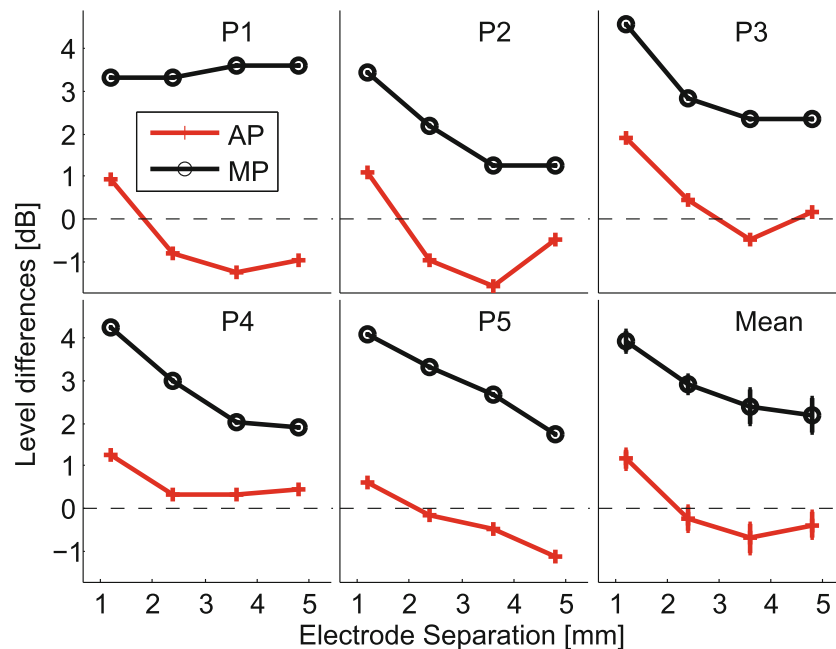 P1 P2 P3
4
3
2
1
0
−1
AP
MP
Level differences [dB]
P4 P5 Mean
4
3
2
1
0
−1
1 2 3 4 5 1 2 3 4 5 1 2 3 4 5
Electrode Separation [mm]